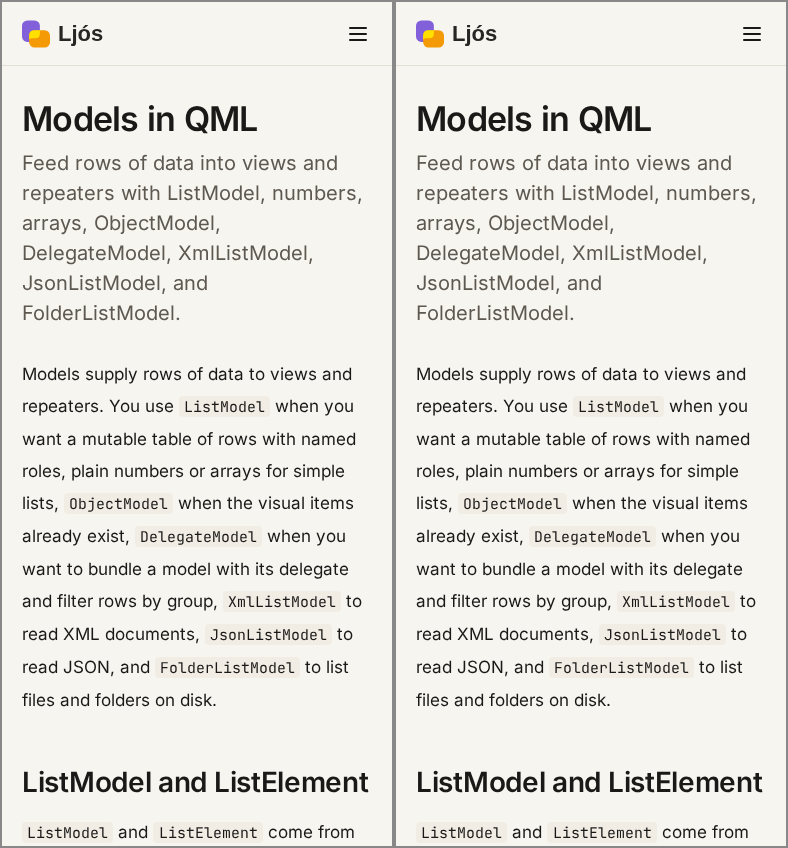 Ljós
Models in QML
Feed rows of data into views and
repeaters with ListModel, numbers,
arrays, ObjectModel,
DelegateModel, XmlListModel,
JsonListModel, and
FolderListModel.
Models supply rows of data to views and
repeaters. You use ListModel when you
want a mutable table of rows with named
roles, plain numbers or arrays for simple
lists, ObjectModel when the visual items
already exist, DelegateModel when you
want to bundle a model with its delegate
and filter rows by group, XmlListModel to
read XML documents, JsonListModel to
read JSON, and FolderListModel to list
files and folders on disk.
ListModel and ListElement
ListModel and ListElement come from
Ljós
Models in QML
Feed rows of data into views and
repeaters with ListModel, numbers,
arrays, ObjectModel,
DelegateModel, XmlListModel,
JsonListModel, and
FolderListModel.
Models supply rows of data to views and
repeaters. You use ListModel when you
want a mutable table of rows with named
roles, plain numbers or arrays for simple
lists, ObjectModel when the visual items
already exist, DelegateModel when you
want to bundle a model with its delegate
and filter rows by group, XmlListModel to
read XML documents, JsonListModel to
read JSON, and FolderListModel to list
files and folders on disk.
ListModel and ListElement
ListModel and ListElement come from